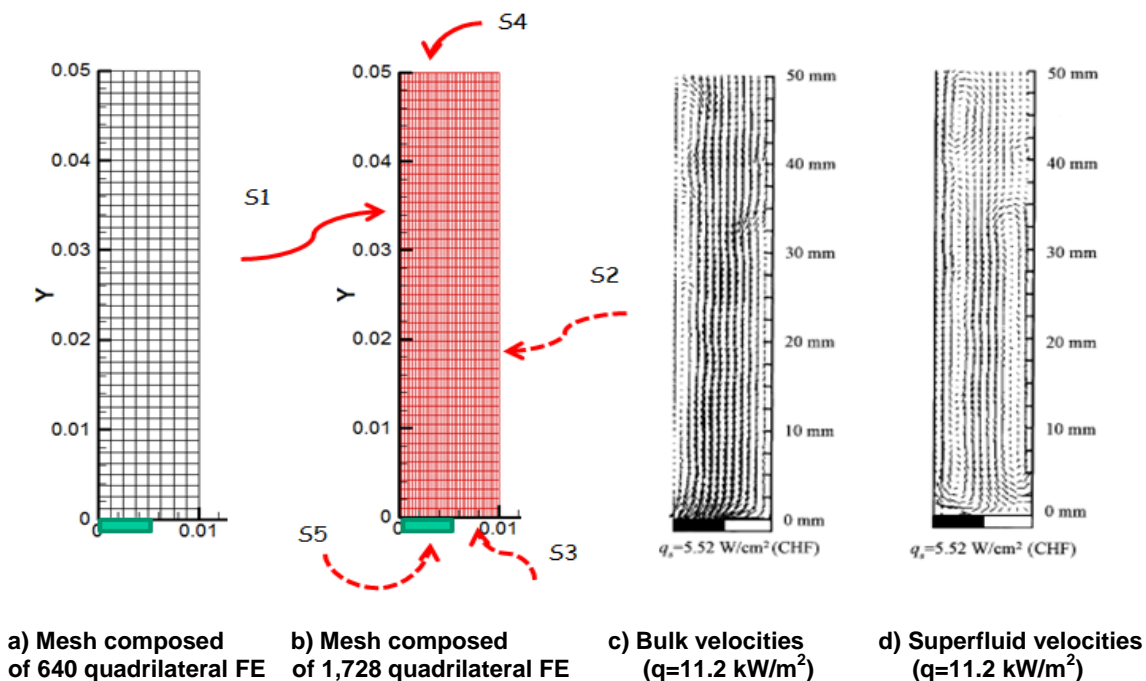 S4
0.05
0.04
0.03
0.02
0.01
0
0
0.01
Y
S1
0.05
0.04
0.03
0.02
0.01
0
0
0.01
Y
S2
S5
S3
50 mm
40 mm
30 mm
20 mm
10 mm
0 mm
qs=5.52 W/cm² (CHF)
50 mm
40 mm
30 mm
20 mm
10 mm
0 mm
qs=5.52 W/cm² (CHF)
a) Mesh composed
of 640 quadrilateral FE
b) Mesh composed
of 1,728 quadrilateral FE
c) Bulk velocities
(q=11.2 kW/m²)
d) Superfluid velocities
(q=11.2 kW/m²)